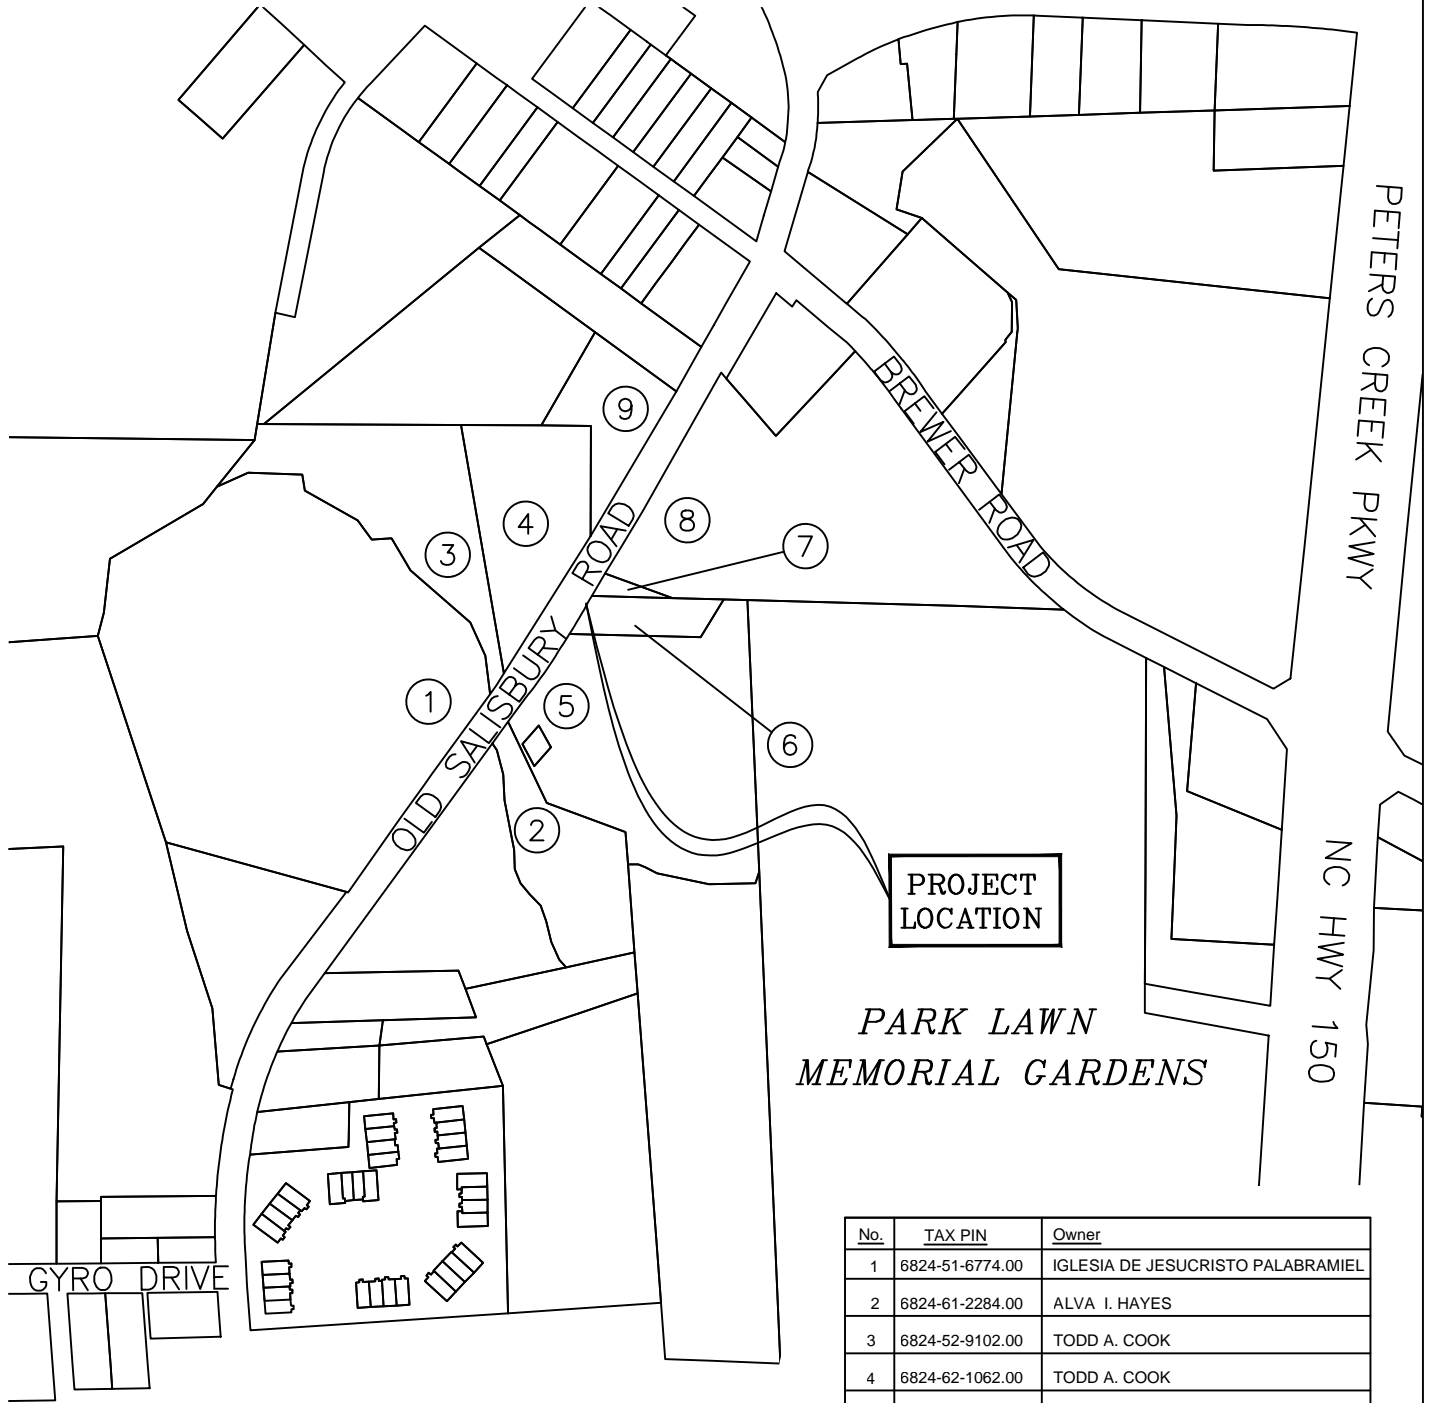 PETERS CREEK PKWY
BREWER ROAD
9
4
8
7
3
OLD SALISBURY ROAD
1
5
6
2
PROJECT
LOCATION
NC HWY 150
PARK LAWN
MEMORIAL GARDENS
GYRO DRIVE
No. TAX PIN Owner
1 6824-51-6774.00 IGLESIA DE JESUCRISTO PALABRAMIEL
2 6824-61-2284.00 ALVA I. HAYES
3 6824-52-9102.00 TODD A. COOK
4 6824-62-1062.00 TODD A. COOK